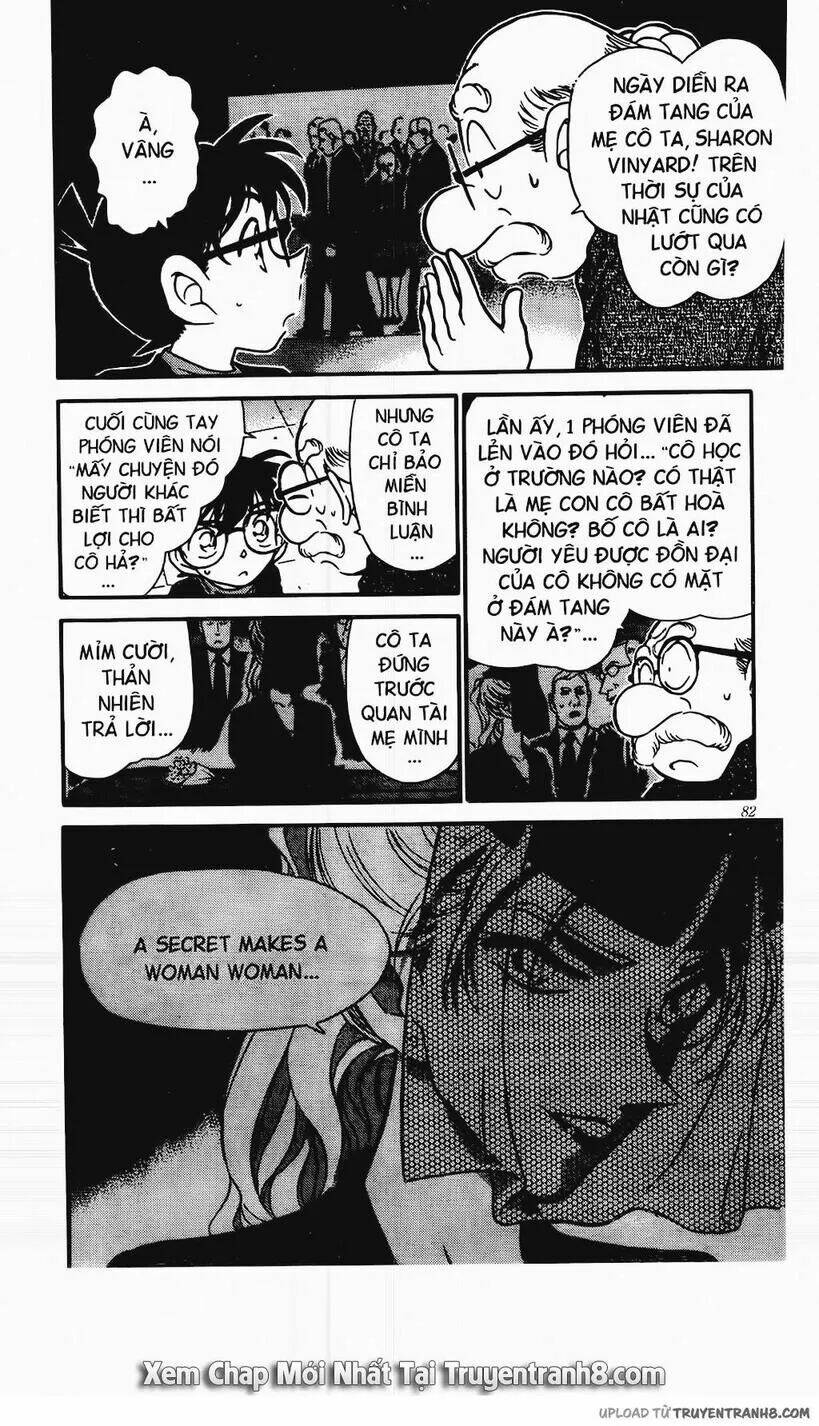 NGÀY DIỄN RA
ĐÁM TANG CỦA
MẸ CÔ TA, SHARON
VINYARD! TRÊN
THỜI SỰ CỦA
NHẬT CŨNG CÓ
LƯỚT QUA
CÒN GÌ?
À,
VÂNG
...
LẦN ẤY, 1 PHÓNG VIÊN ĐÃ
LẺN VÀO ĐÓ HỎI... "CÔ HỌC
Ở TRƯỜNG NÀO? CÓ THẬT
LÀ MẸ CON CÔ BẤT HOÀ
KHÔNG? BỐ CÔ LÀ AI?
NGƯỜI YÊU ĐƯỢC ĐỒN ĐẠI
CỦA CÔ KHÔNG CÓ MẶT
Ở ĐÁM TANG
NÀY À?"...
NHƯNG
CÔ TA
CHỈ BẢO
MIỄN
BÌNH
LUẬN
...
CUỐI CÙNG TAY
PHÓNG VIÊN NÓI
"MẤY CHUYỆN ĐÓ
NGƯỜI KHÁC
BIẾT THÌ BẤT
LỢI CHO
CÔ HẢ?"
...
CÔ TA
ĐỨNG
TRƯỚC
QUAN TÀI
MẸ MÌNH
MỈM CƯỜI,
THẢN
NHIÊN
TRẢ LỜI...
82
A SECRET MAKES A
WOMAN WOMAN...
Xem Chap Mới Nhất Tại Truyentranh8.com
UPLOAD TỪ TRUYENTRANH8.COM